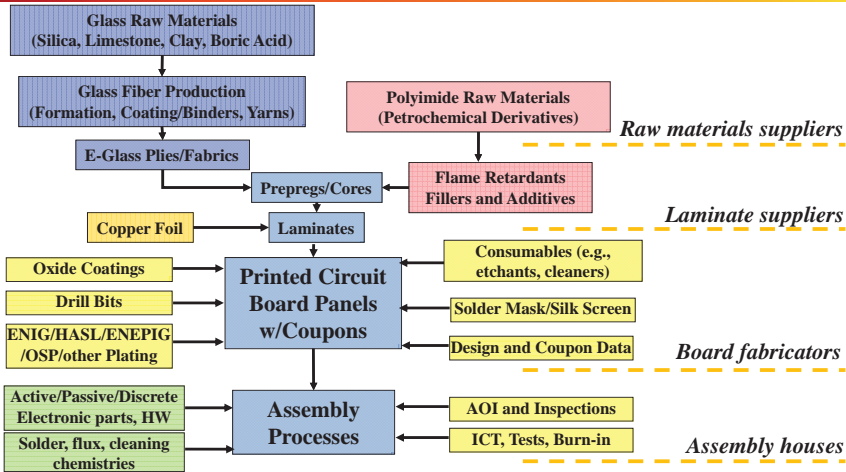 Glass Raw Materials
(Silica, Limestone, Clay, Boric Acid)
Glass Fiber Production
(Formation, Coating/Binders, Yarns)
Polyimide Raw Materials
(Petrochemical Derivatives)
Raw materials suppliers
E-Glass Plies/Fabrics
Flame Retardants
Fillers and Additives
Prepregs/Cores
Laminate suppliers
Copper Foil
Laminates
Oxide Coatings
Drill Bits
ENIG/HASL/ENEPIG
/OSP/other Plating
Printed Circuit
Board Panels
w/Coupons
Consumables (e.g.,
etchants, cleaners)
Solder Mask/Silk Screen
Design and Coupon Data
Board fabricators
Active/Passive/Discrete
Electronic parts, HW
Solder, flux, cleaning
chemistries
Assembly
Processes
AOI and Inspections
ICT, Tests, Burn-in
Assembly houses